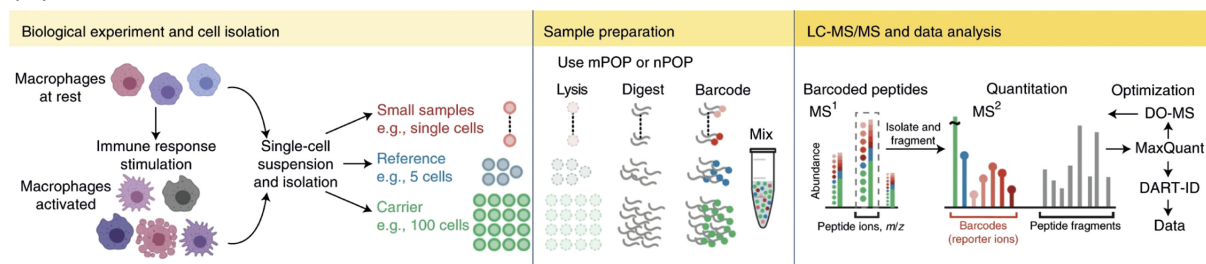 Biological experiment and cell isolation
Macrophages
at rest
Immune response
stimulation
Macrophages
activated
Single-cell
suspension
and isolation
Small samples
e.g., single cells
Reference
e.g., 5 cells
Carrier
e.g., 100 cells
Sample preparation
Use mPOP or nPOP
Lysis
Digest
Barcode
Mix
LC-MS/MS and data analysis
Barcoded peptides
MS¹
Abundance
Peptide ions, m/z
Isolate and
fragment
Quantitation
MS²
Barcodes
(reporter ions)
Peptide fragments
Optimization
DO-MS
MaxQuant
DART-ID
Data